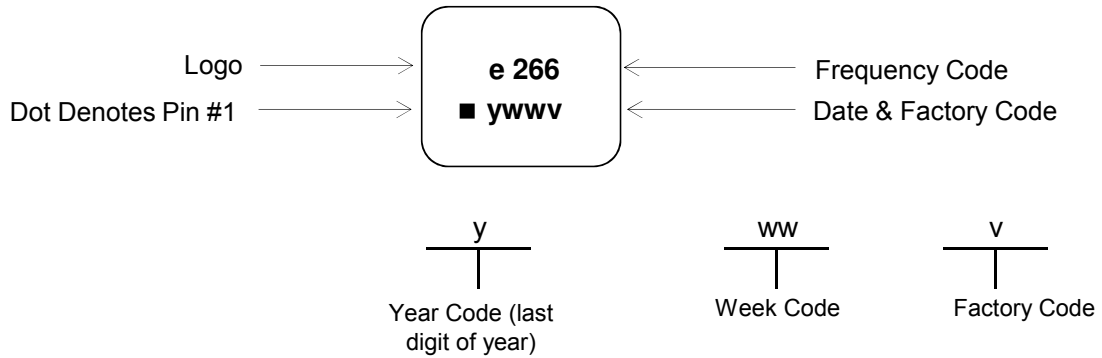 Logo
Dot Denotes Pin #1
e 266
■ ywwv
Frequency Code
Date & Factory Code
y
ww
v
Year Code (last
digit of year)
Week Code
Factory Code